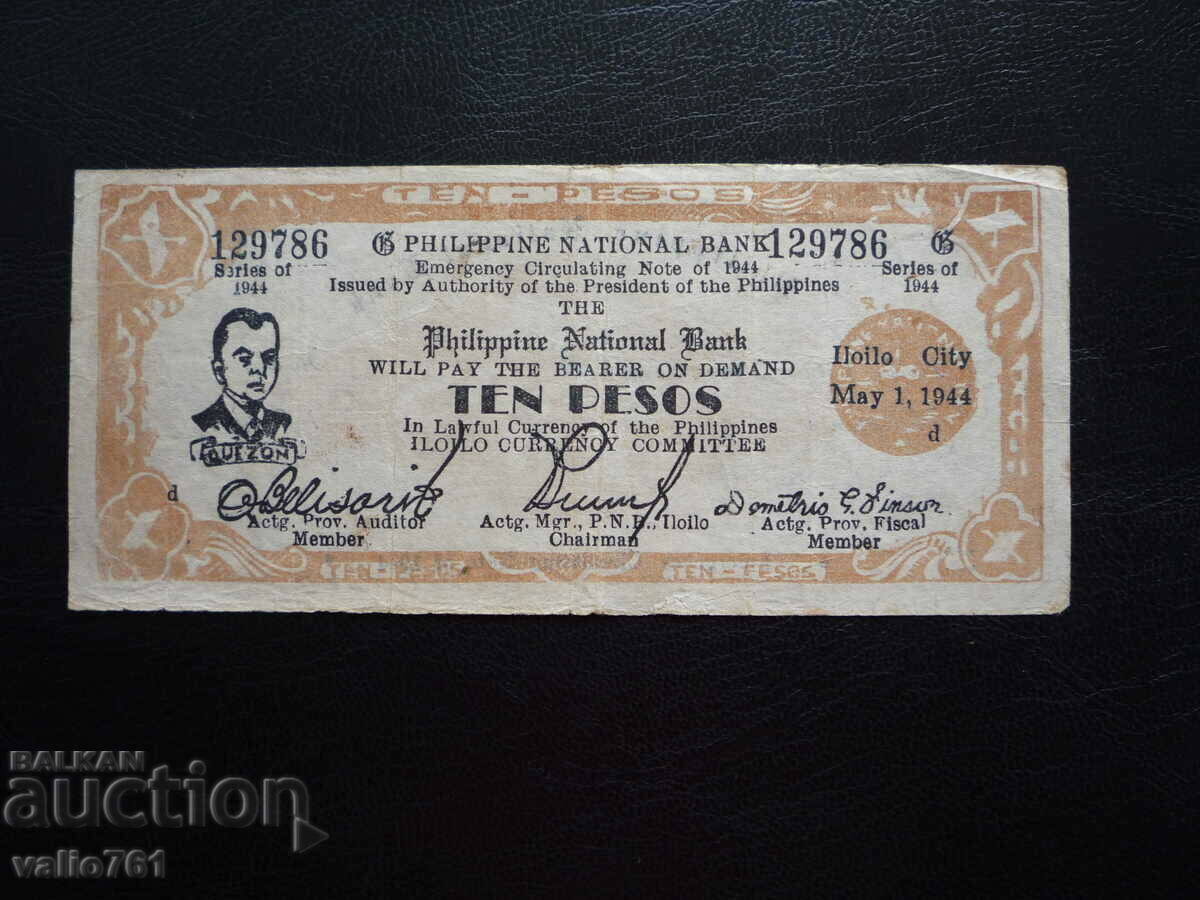 TEN - PESOS
129786 G PHILIPPINE NATIONAL BANK 129786 G
Series of 1944
Emergency Circulating Note of 1944
Series of 1944
Issued by Authority of the President of the Philippines
THE
Philippine National Bank
WILL PAY THE BEARER ON DEMAND
TEN PESOS
In Lawful Currency of the Philippines
ILOILO CURRENCY COMMITTEE
Iloilo City
May 1, 1944
d
QUEZON
d
Actg. Prov. Auditor
Member
Actg. Mgr., P.N.B., Iloilo
Chairman
Actg. Prov. Fiscal
Member
TEN - PESOS
TEN - PESOS
BALKAN
auction
valio761